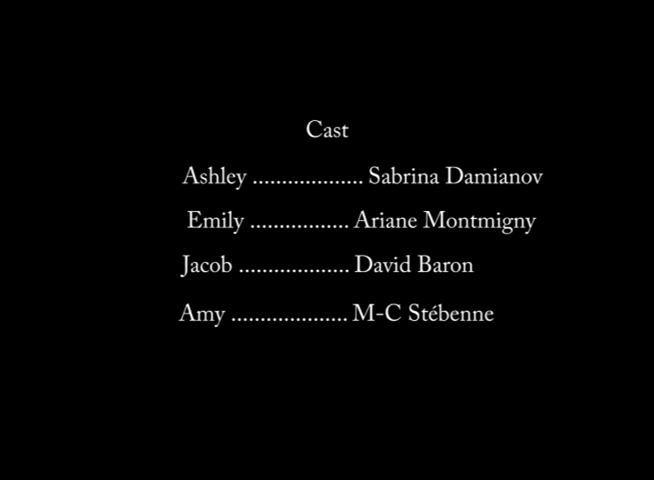 Cast
Ashley ................... Sabrina Damianov
Emily ................. Ariane Montmigny
Jacob ................... David Baron
Amy .................... M-C Stébenne